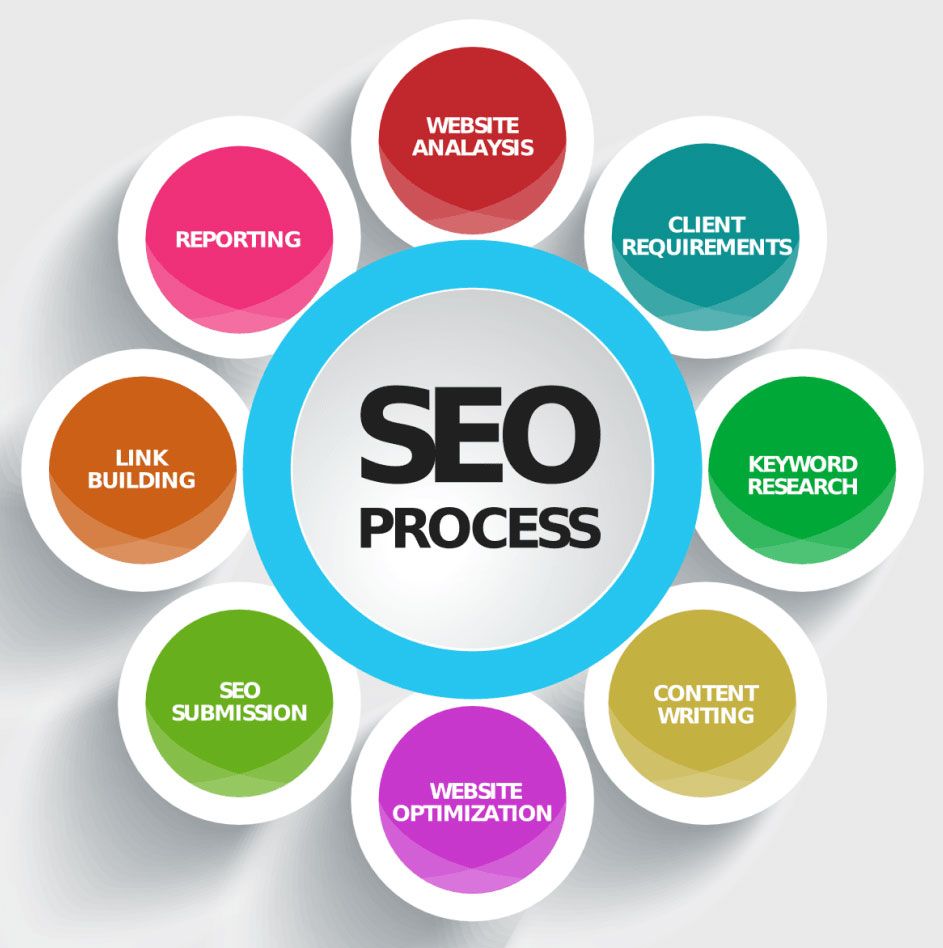 SEO
PROCESS
WEBSITE
ANALAYSIS
CLIENT
REQUIREMENTS
KEYWORD
RESEARCH
CONTENT
WRITING
WEBSITE
OPTIMIZATION
SEO
SUBMISSION
LINK
BUILDING
REPORTING